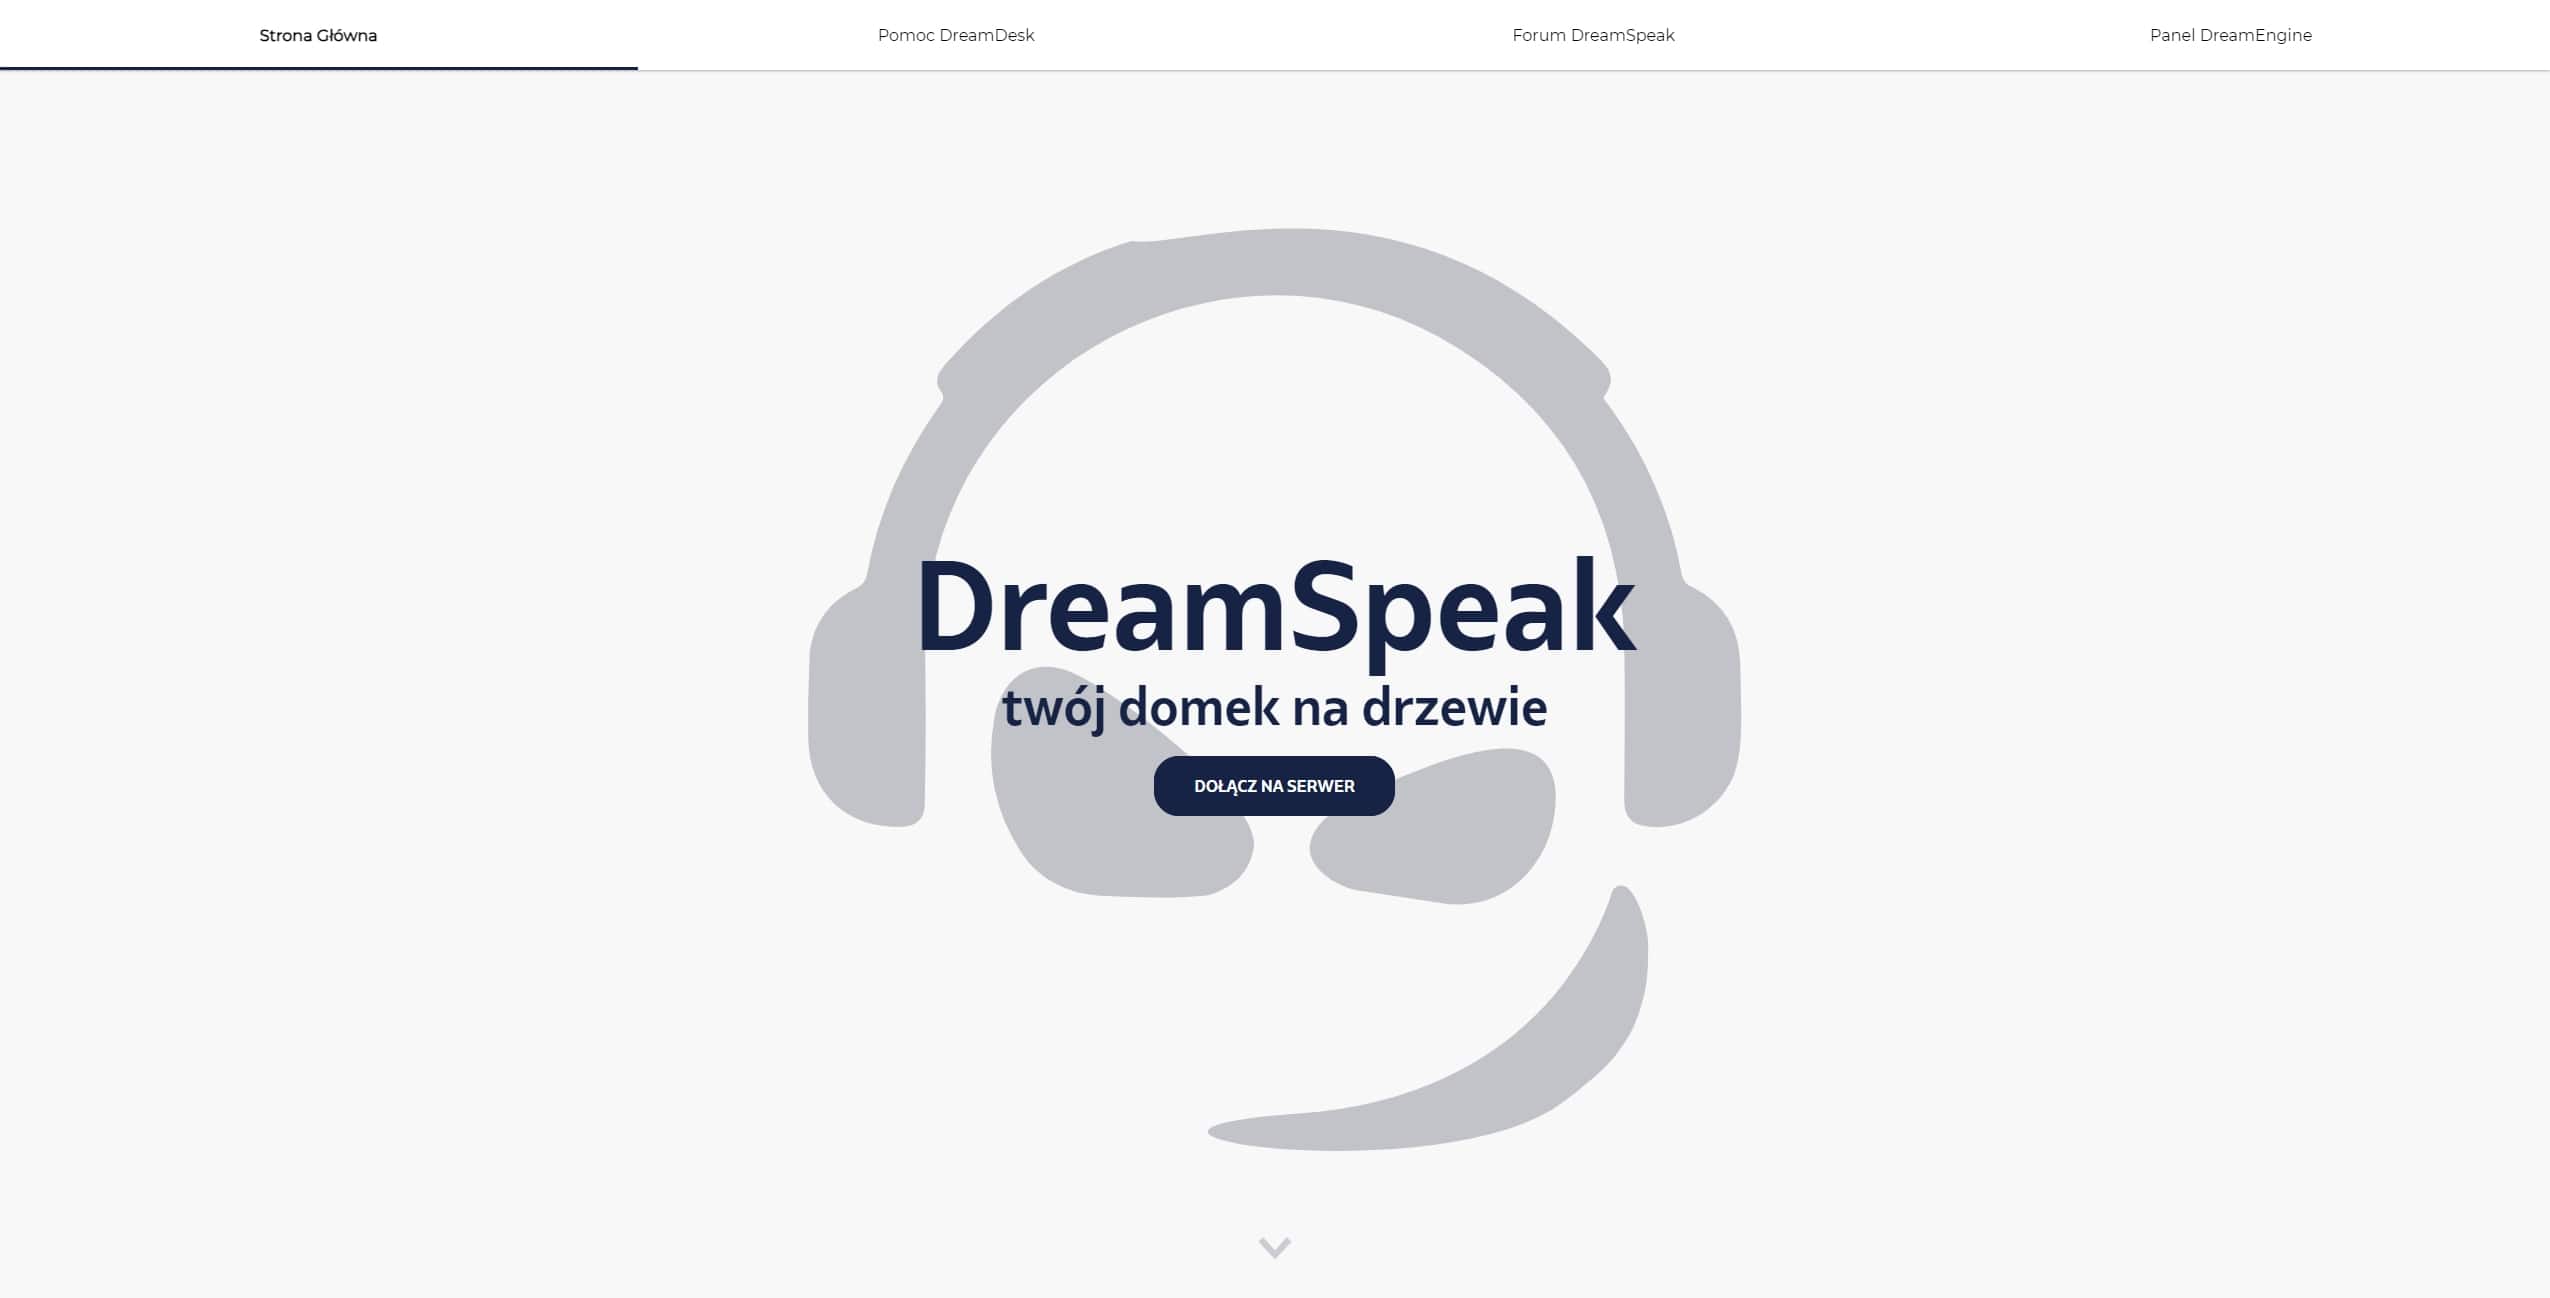 Strona Główna
Pomoc DreamDesk
Forum DreamSpeak
Panel DreamEngine
DreamSpeak
twój domek na drzewie
DOŁĄCZ NA SERWER